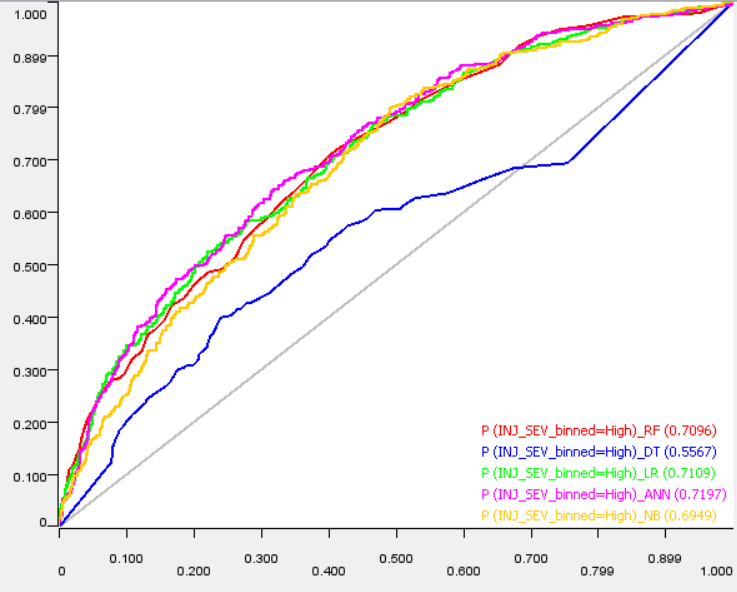 1.000
0.899
0.799
0.700
0.600
0.500
0.400
0.300
0.200
0.100
0
P (INJ_SEV_binned=High)_RF (0.7096)
P (INJ_SEV_binned=High)_DT (0.5567)
P (INJ_SEV_binned=High)_LR (0.7109)
P (INJ_SEV_binned=High)_ANN (0.7197)
P (INJ_SEV_binned=High)_NB (0.6949)
0.100 0.300 0.500 0.700 0.899
0 0.200 0.400 0.600 0.799 1.000